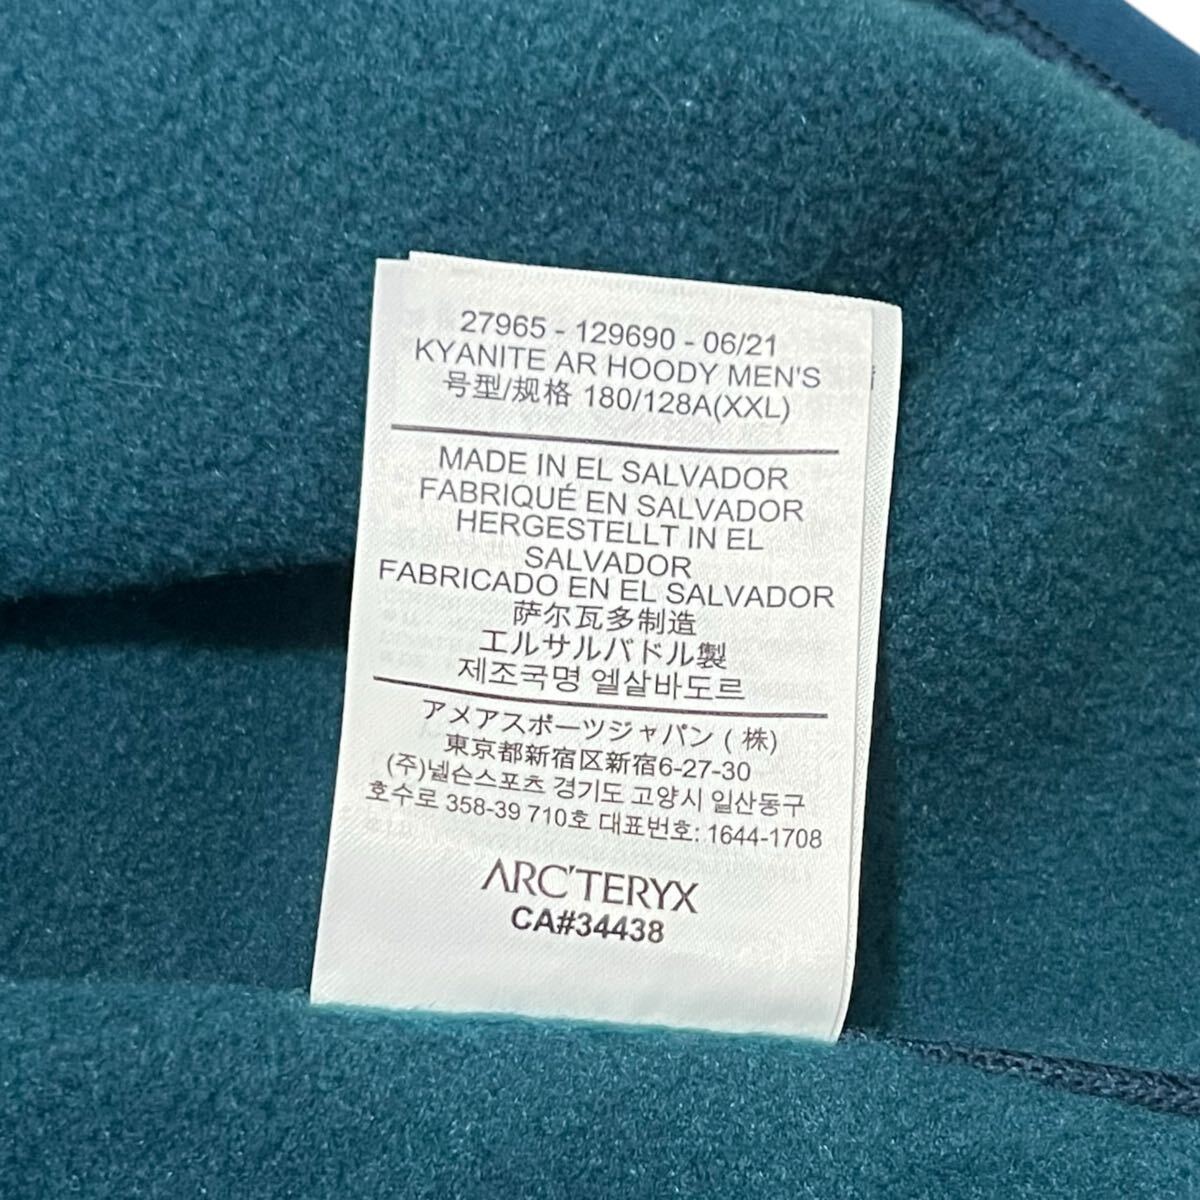 27965 - 129690 - 06/21
KYANITE AR HOODY MEN'S
号型/规格 180/128A(XXL)
MADE IN EL SALVADOR
FABRIQUÉ EN SALVADOR
HERGESTELLT IN EL
SALVADOR
FABRICADO EN EL SALVADOR
萨尔瓦多制造
エルサルバドル製
제조국명 엘살바도르
アメアスポーツジャパン ( 株)
東京都新宿区新宿6-27-30
(주)넬슨스포츠 경기도 고양시 일산동구
호수로 358-39 710호 대표번호: 1644-1708
ARC'TERYX
CA#34438